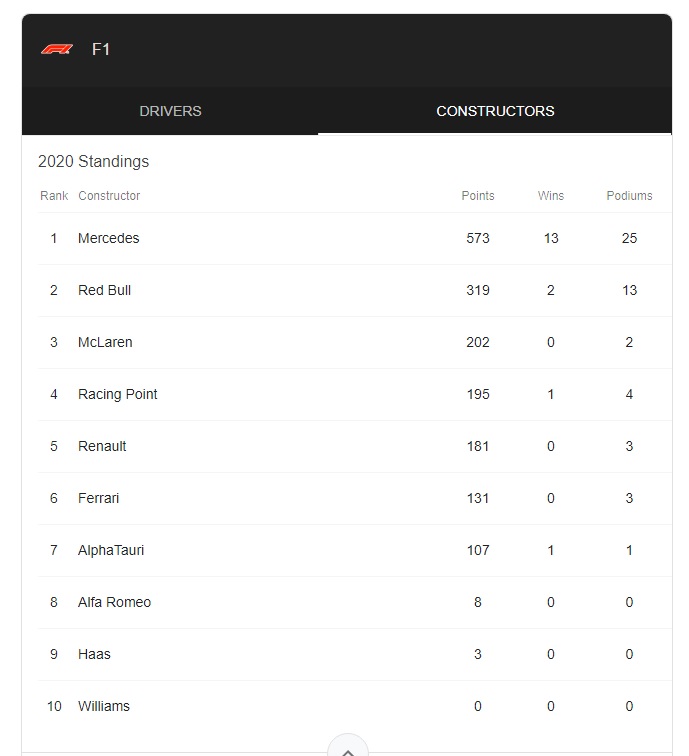 F1
DRIVERS CONSTRUCTORS
2020 Standings
Rank Constructor Points Wins Podiums
1 Mercedes 573 13 25
2 Red Bull 319 2 13
3 McLaren 202 0 2
4 Racing Point 195 1 4
5 Renault 181 0 3
6 Ferrari 131 0 3
7 AlphaTauri 107 1 1
8 Alfa Romeo 8 0 0
9 Haas 3 0 0
10 Williams 0 0 0